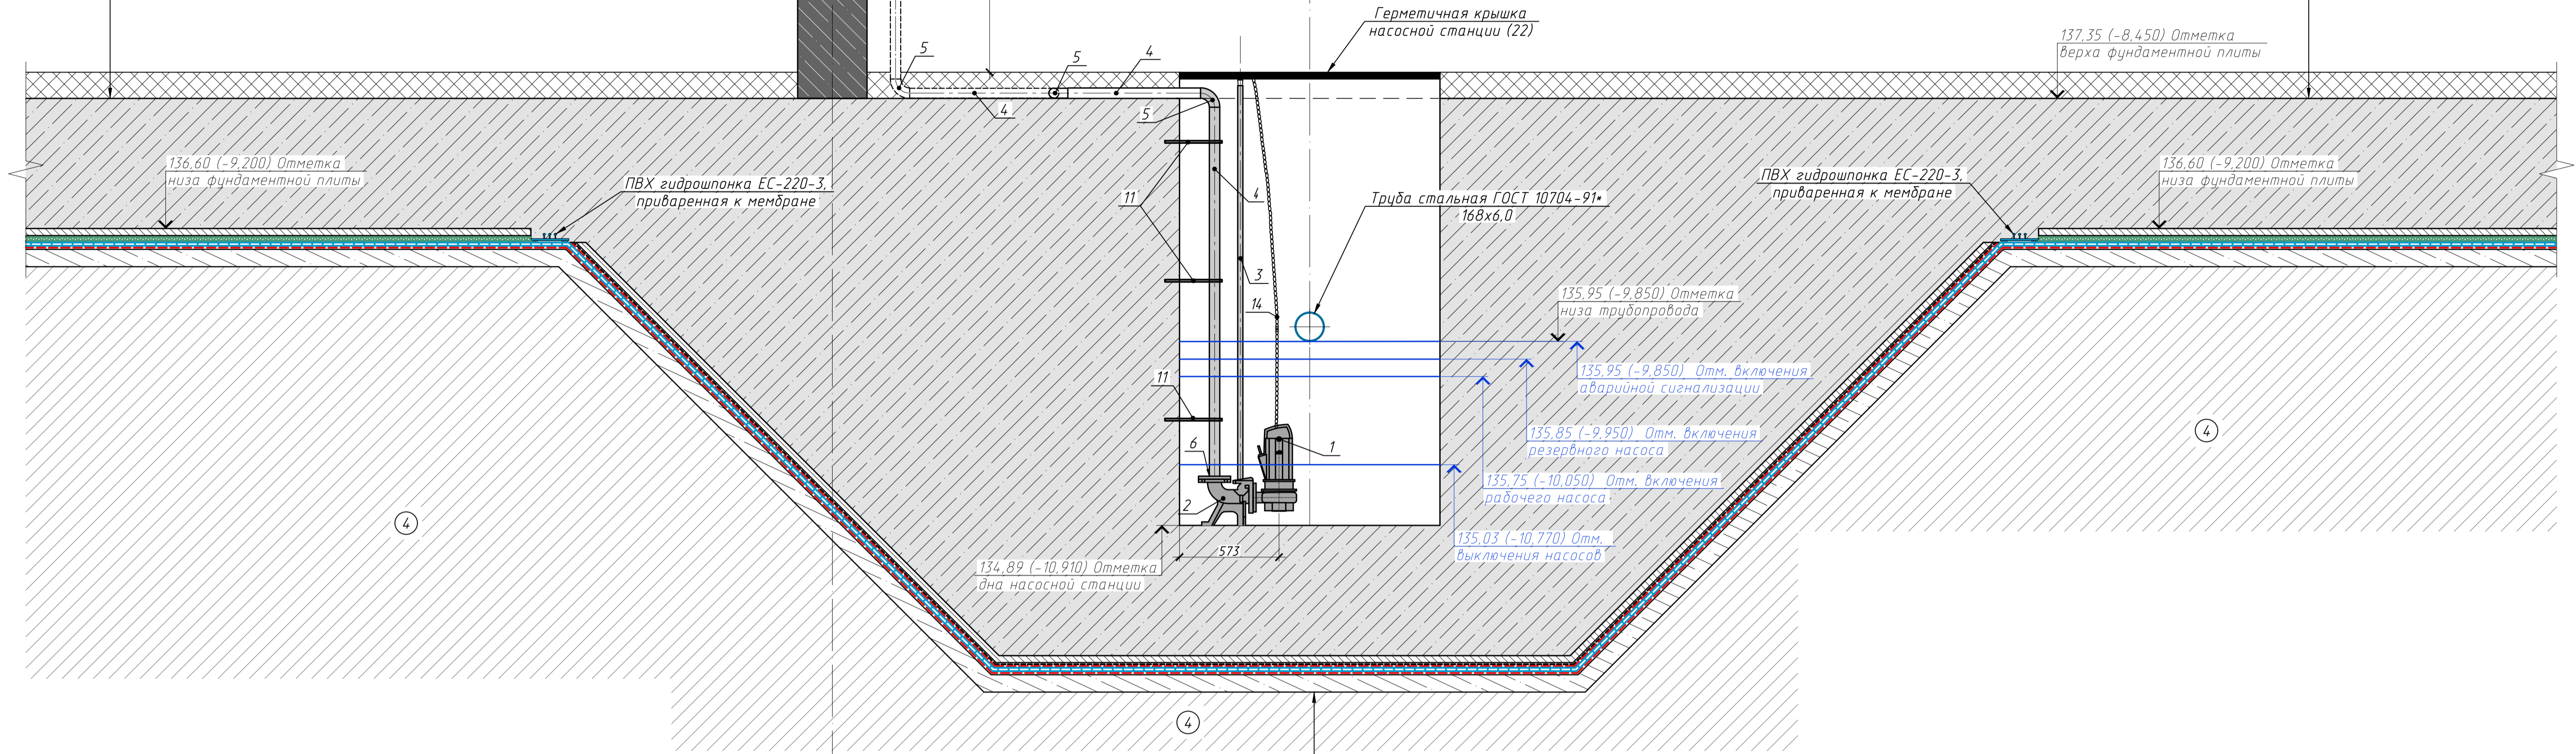 Герметичная крышка
насосной станции (22)
137,35 (-8,450) Отметка
верха фундаментной плиты
5
5
4
4
5
136,60 (-9,200) Отметка
низа фундаментной плиты
ПВХ гидрошпонка ЕС-220-3,
приваренная к мембране
11
4
Труба стальная ГОСТ 10704-91*
168х6,0
ПВХ гидрошпонка ЕС-220-3,
приваренная к мембране
136,60 (-9,200) Отметка
низа фундаментной плиты
3
14
135,95 (-9,850) Отметка
низа трубопровода
135,95 (-9,850) Отм. включения
аварийной сигнализации
11
135,85 (-9,950) Отм. включения
резервного насоса
4
6
1
135,75 (-10,050) Отм. включения
рабочего насоса
2
4
135,03 (-10,770) Отм.
выключения насосов
573
134,89 (-10,910) Отметка
дна насосной станции
4